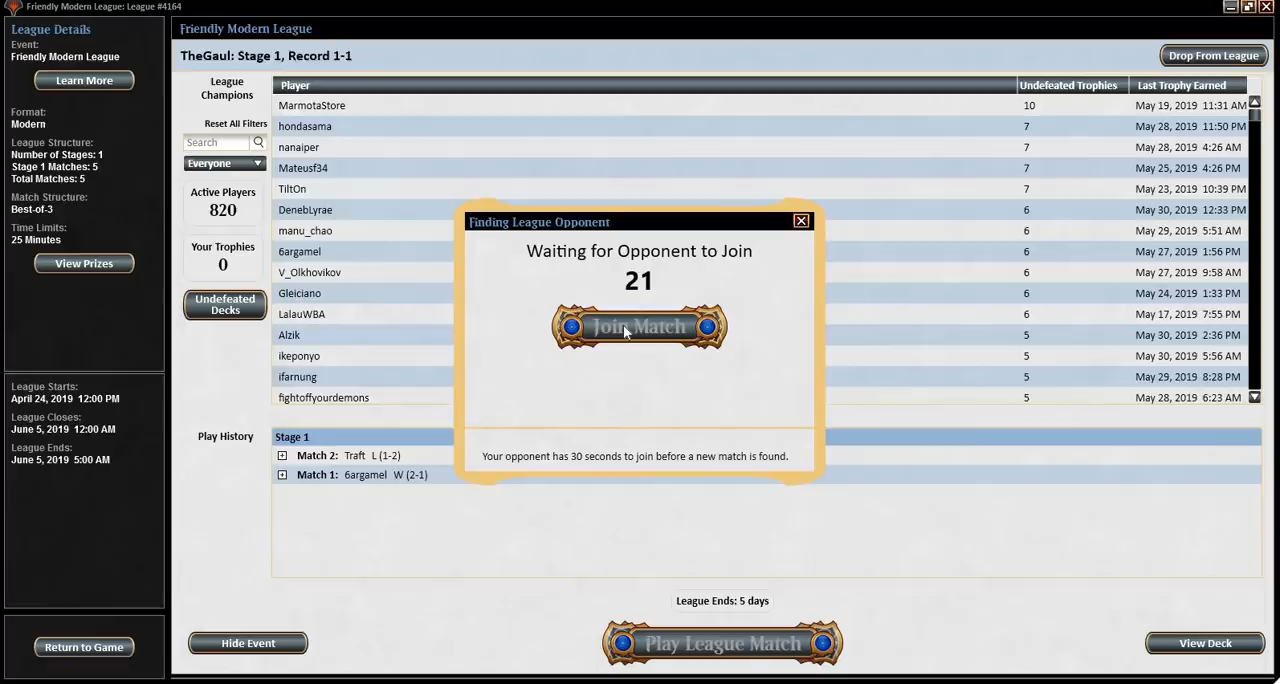 Friendly Modern League: League #4164
League Details
Event:
Friendly Modern League
Learn More
Format:
Modern
League Structure:
Number of Stages: 1
Stage 1 Matches: 5
Total Matches: 5
Match Structure:
Best-of-3
Time Limits:
25 Minutes
View Prizes
League Starts:
April 24, 2019 12:00 PM
League Closes:
June 5, 2019 12:00 AM
League Ends:
June 5, 2019 5:00 AM
Return to Game
Friendly Modern League
TheGaul: Stage 1, Record 1-1
Drop From League
League
Champions
Reset All Filters
Search
Everyone
Active Players
820
Your Trophies
0
Undefeated
Decks
Player Undefeated Trophies Last Trophy Earned
MarmotaStore 10 May 19, 2019 11:31 AM
hondasama 7 May 28, 2019 11:50 PM
nanaiper 7 May 28, 2019 4:26 AM
Mateusf34 7 May 25, 2019 4:26 PM
TiltOn 7 May 23, 2019 10:39 PM
DenebLyrae 6 May 30, 2019 12:33 PM
manu_chao 6 May 29, 2019 5:51 AM
6argamel 6 May 27, 2019 1:56 PM
V_Olkhovikov 6 May 27, 2019 9:58 AM
Gleiciano 6 May 24, 2019 1:33 PM
LalauWBA 6 May 17, 2019 7:55 PM
Alzik 5 May 30, 2019 2:36 PM
ikeponyo 5 May 30, 2019 5:56 AM
ifarnung 5 May 29, 2019 8:28 PM
fightoffyourdemons 5 May 28, 2019 6:23 AM
Finding League Opponent
Waiting for Opponent to Join
21
Join Match
Your opponent has 30 seconds to join before a new match is found.
Play History
Stage 1
Match 2: Traft L (1-2)
Match 1: 6argamel W (2-1)
League Ends: 5 days
Hide Event
Play League Match
View Deck